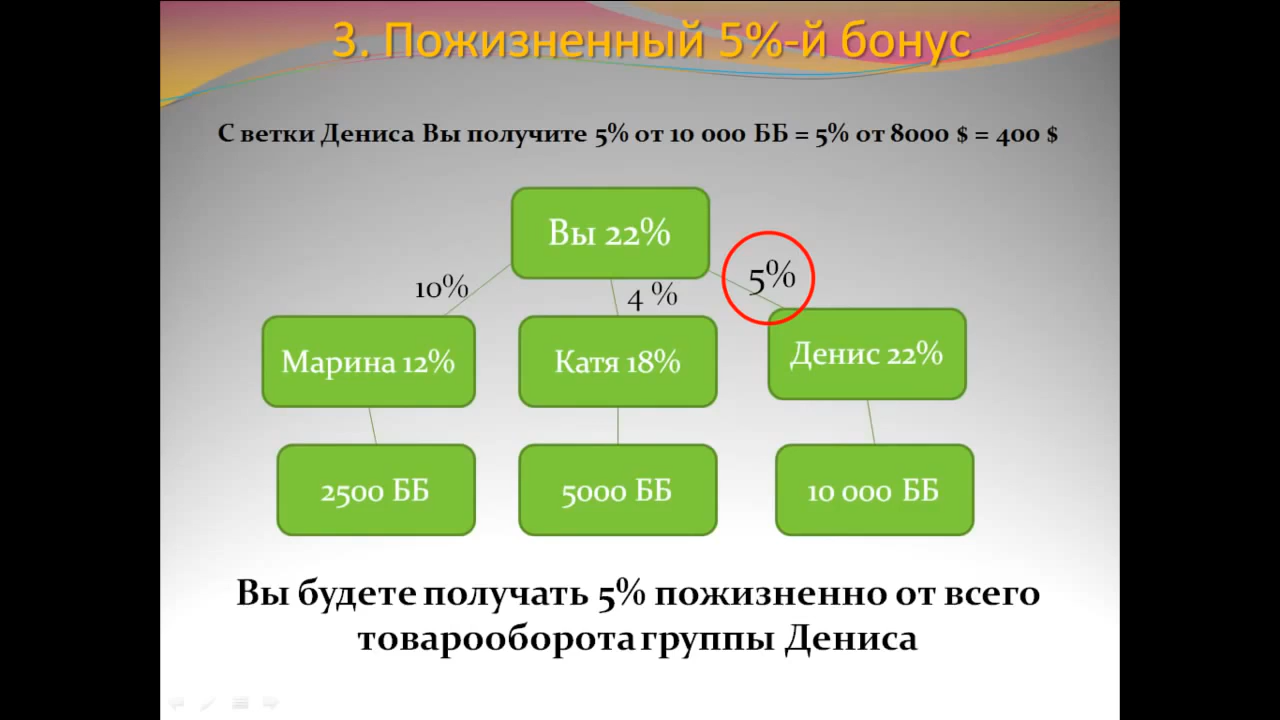 3. Пожизненный 5%-й бонус
С ветки Дениса Вы получите 5% от 10 000 ББ = 5% от 8000 $ = 400 $
Вы 22%
10%
4 %
5%
Марина 12%
Катя 18%
Денис 22%
2500 ББ
5000 ББ
10 000 ББ
Вы будете получать 5% пожизненно от всего
товарооборота группы Дениса